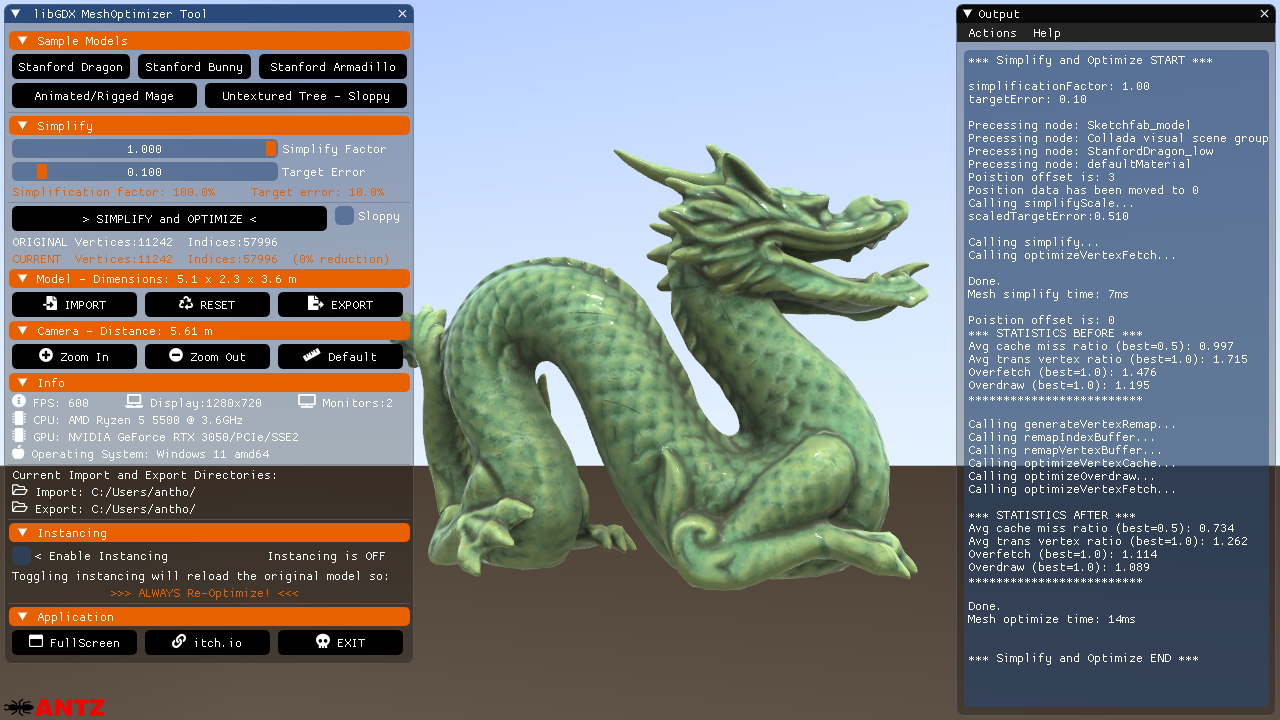 libGDX MeshOptimizer Tool
Sample Models
Stanford Dragon Stanford Bunny Stanford Armadillo
Animated/Rigged Mage Untextured Tree - Sloppy
Simplify
1.000 Simplify Factor
0.100 Target Error
Simplification factor: 100.0% Target error: 10.0%
> SIMPLIFY and OPTIMIZE < Sloppy
ORIGINAL Vertices:11242 Indices:57996
CURRENT Vertices:11242 Indices:57996 (0% reduction)
Model - Dimensions: 5.1 x 2.3 x 3.6 m
IMPORT RESET EXPORT
Camera - Distance: 5.61 m
Zoom In Zoom Out Default
Info
FPS: 600 Display:1280x720 Monitors:2
CPU: AMD Ryzen 5 5500 @ 3.6GHz
GPU: NVIDIA GeForce RTX 3050/PCIe/SSE2
Operating System: Windows 11 amd64
Current Import and Export Directories:
Import: C:/Users/antho/
Export: C:/Users/antho/
Instancing
< Enable Instancing Instancing is OFF
Toggling instancing will reload the original model so:
>>> ALWAYS Re-Optimize! <<<
Application
FullScreen itch.io EXIT
ANTZ
Output
Actions Help
*** Simplify and Optimize START ***
simplificationFactor: 1.00
targetError: 0.10
Precessing node: Sketchfab_model
Precessing node: Collada visual scene group
Precessing node: StanfordDragon_low
Precessing node: defaultMaterial
Poistion offset is: 3
Position data has been moved to 0
Calling simplifyScale...
scaledTargetError:0.510
Calling simplify...
Calling optimizeVertexFetch...
Done.
Mesh simplify time: 7ms
Poistion offset is: 0
*** STATISTICS BEFORE ***
Avg cache miss ratio (best=0.5): 0.997
Avg trans vertex ratio (best=1.0): 1.715
Overfetch (best=1.0): 1.476
Overdraw (best=1.0): 1.195
*************************
Calling generateVertexRemap...
Calling remapIndexBuffer...
Calling remapVertexBuffer...
Calling optimizeVertexCache...
Calling optimizeOverdraw...
Calling optimizeVertexFetch...
*** STATISTICS AFTER ***
Avg cache miss ratio (best=0.5): 0.734
Avg trans vertex ratio (best=1.0): 1.262
Overfetch (best=1.0): 1.114
Overdraw (best=1.0): 1.089
*************************
Done.
Mesh optimize time: 14ms
*** Simplify and Optimize END ***